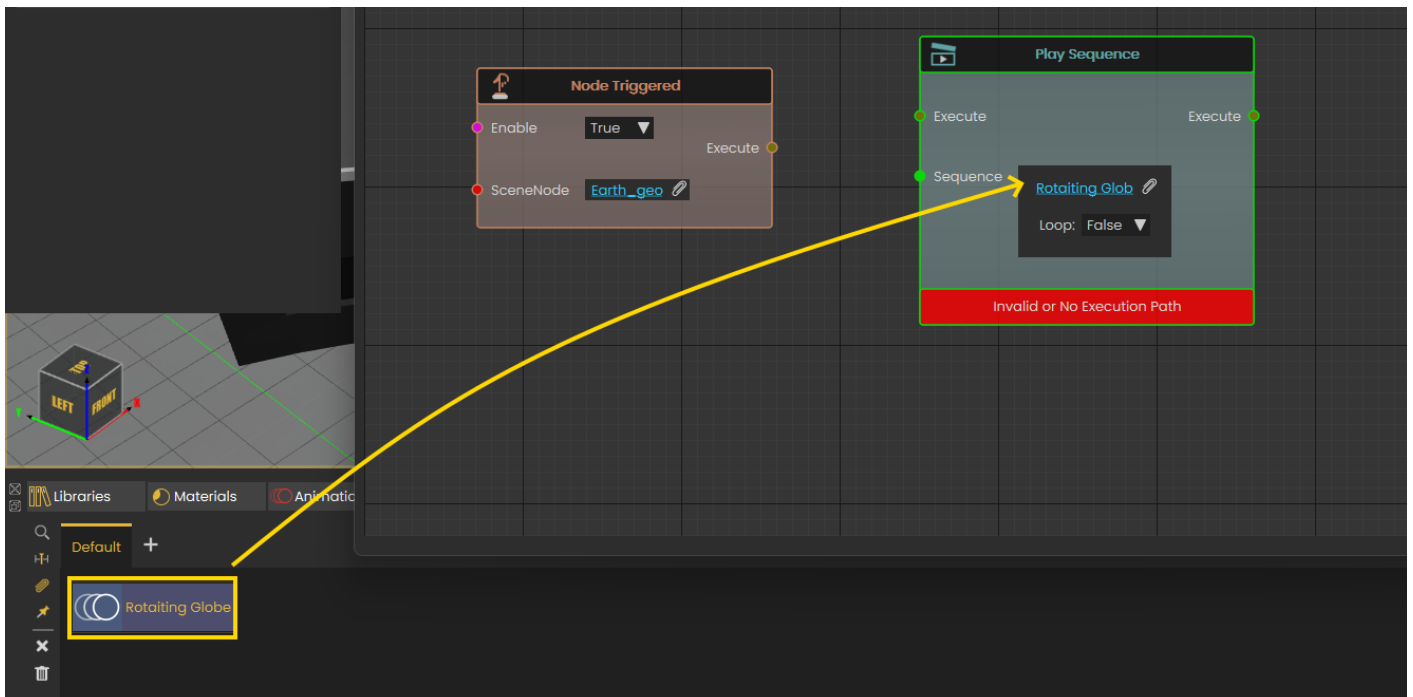 Node Triggered
Enable
True
Execute
SceneNode
Earth_geo
Play Sequence
Execute
Execute
Sequence
Rotaiting Glob
Loop: False
Invalid or No Execution Path
TOP
LEFT
FRONT
Z
Y
X
Libraries
Materials
Animatic
Default
Rotaiting Globe